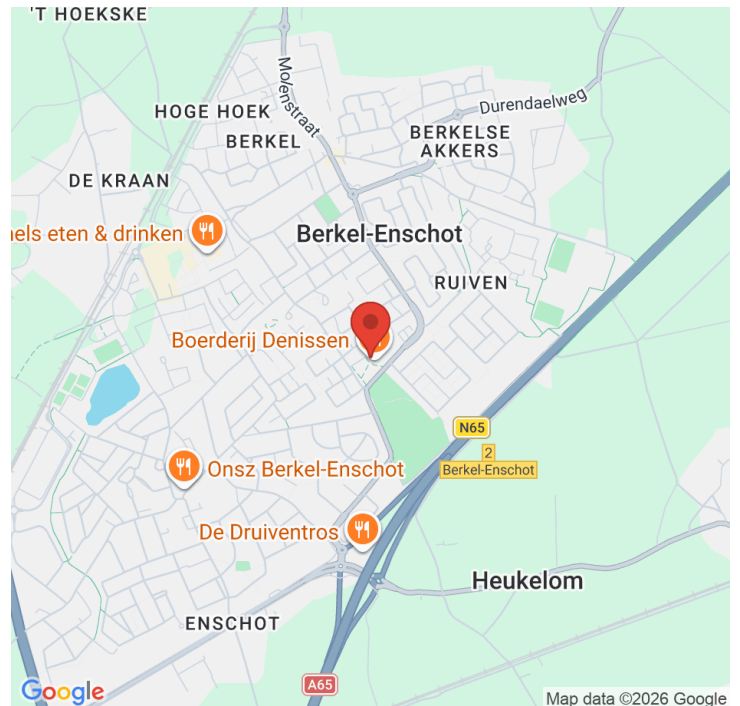 'T HOEKSKE
Molenstraat
Durendaelweg
HOGE HOEK
BERKEL
BERKELSE
AKKERS
DE KRAAN
nels eten & drinken
Berkel-Enschot
RUIVEN
Boerderij Denissen
N65
2
Berkel-Enschot
Onsz Berkel-Enschot
De Druiventros
Heukelom
ENSCHOT
A65
Google
Map data ©2026 Google